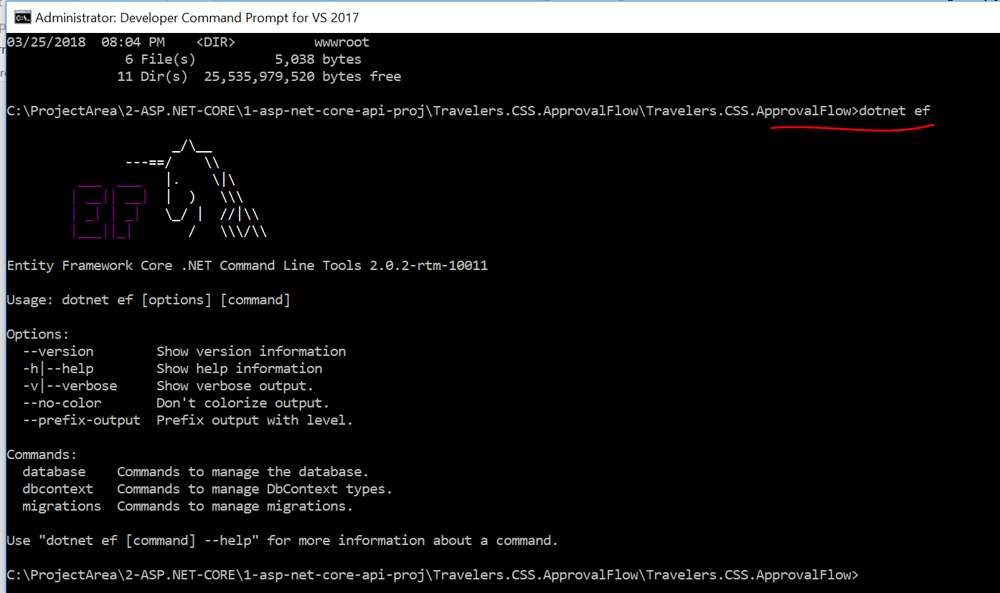 Administrator: Developer Command Prompt for VS 2017
03/25/2018  08:04 PM    <DIR>          wwwroot
               6 File(s)          5,038 bytes
              11 Dir(s)  25,535,979,520 bytes free
C:\ProjectArea\2-ASP.NET-CORE\1-asp-net-core-api-proj\Travelers.CSS.ApprovalFlow\Travelers.CSS.ApprovalFlow>dotnet ef
                     _/\__
               ---==/    \\
         ___  ___   |.    \|\
        | __|| __|  |  )   \\\
        | _| | _|   \_/ |  //|\\
        |___||_|       /   \\\/\\
Entity Framework Core .NET Command Line Tools 2.0.2-rtm-10011
Usage: dotnet ef [options] [command]
Options:
  --version        Show version information
  -h|--help        Show help information
  -v|--verbose     Show verbose output.
  --no-color       Don't colorize output.
  --prefix-output  Prefix output with level.
Commands:
  database    Commands to manage the database.
  dbcontext   Commands to manage DbContext types.
  migrations  Commands to manage migrations.
Use "dotnet ef [command] --help" for more information about a command.
C:\ProjectArea\2-ASP.NET-CORE\1-asp-net-core-api-proj\Travelers.CSS.ApprovalFlow\Travelers.CSS.ApprovalFlow>